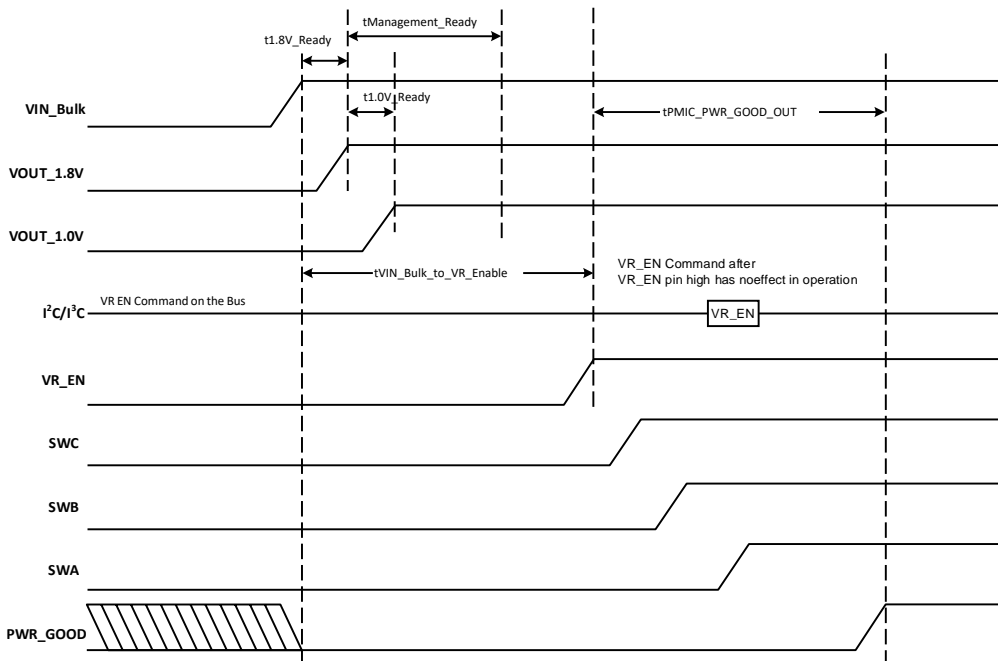 tManagement_Ready
t1.8V_Ready
VIN_Bulk
t1.0V_Ready
tPMIC_PWR_GOOD_OUT
VOUT_1.8V
VOUT_1.0V
tVIN_Bulk_to_VR_Enable
VR_EN Command after
VR_EN pin high has noeffect in operation
I²C/I³C
VR EN Command on the Bus
VR_EN
VR_EN
SWC
SWB
SWA
PWR_GOOD